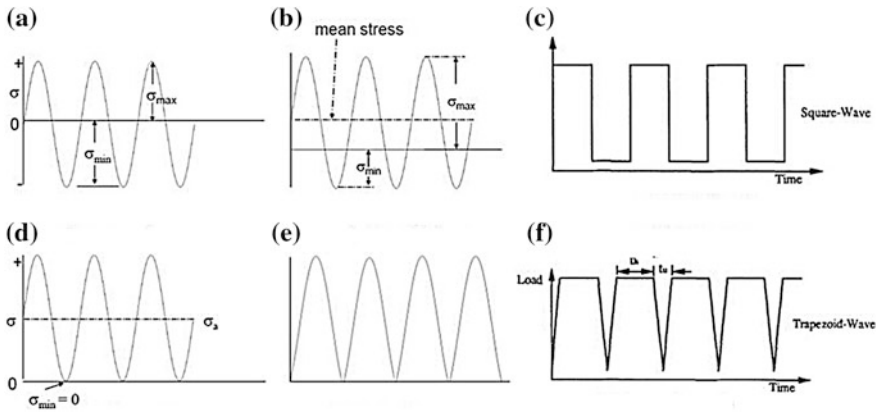 (a)
+
σ
0
-
σmax
σmin
(b)
mean stress
σmax
σmin
(c)
Square-Wave
Time
(d)
+
σ
0
σa
σmin = 0
(e)
(f)
Load
Trapezoid-Wave
Time